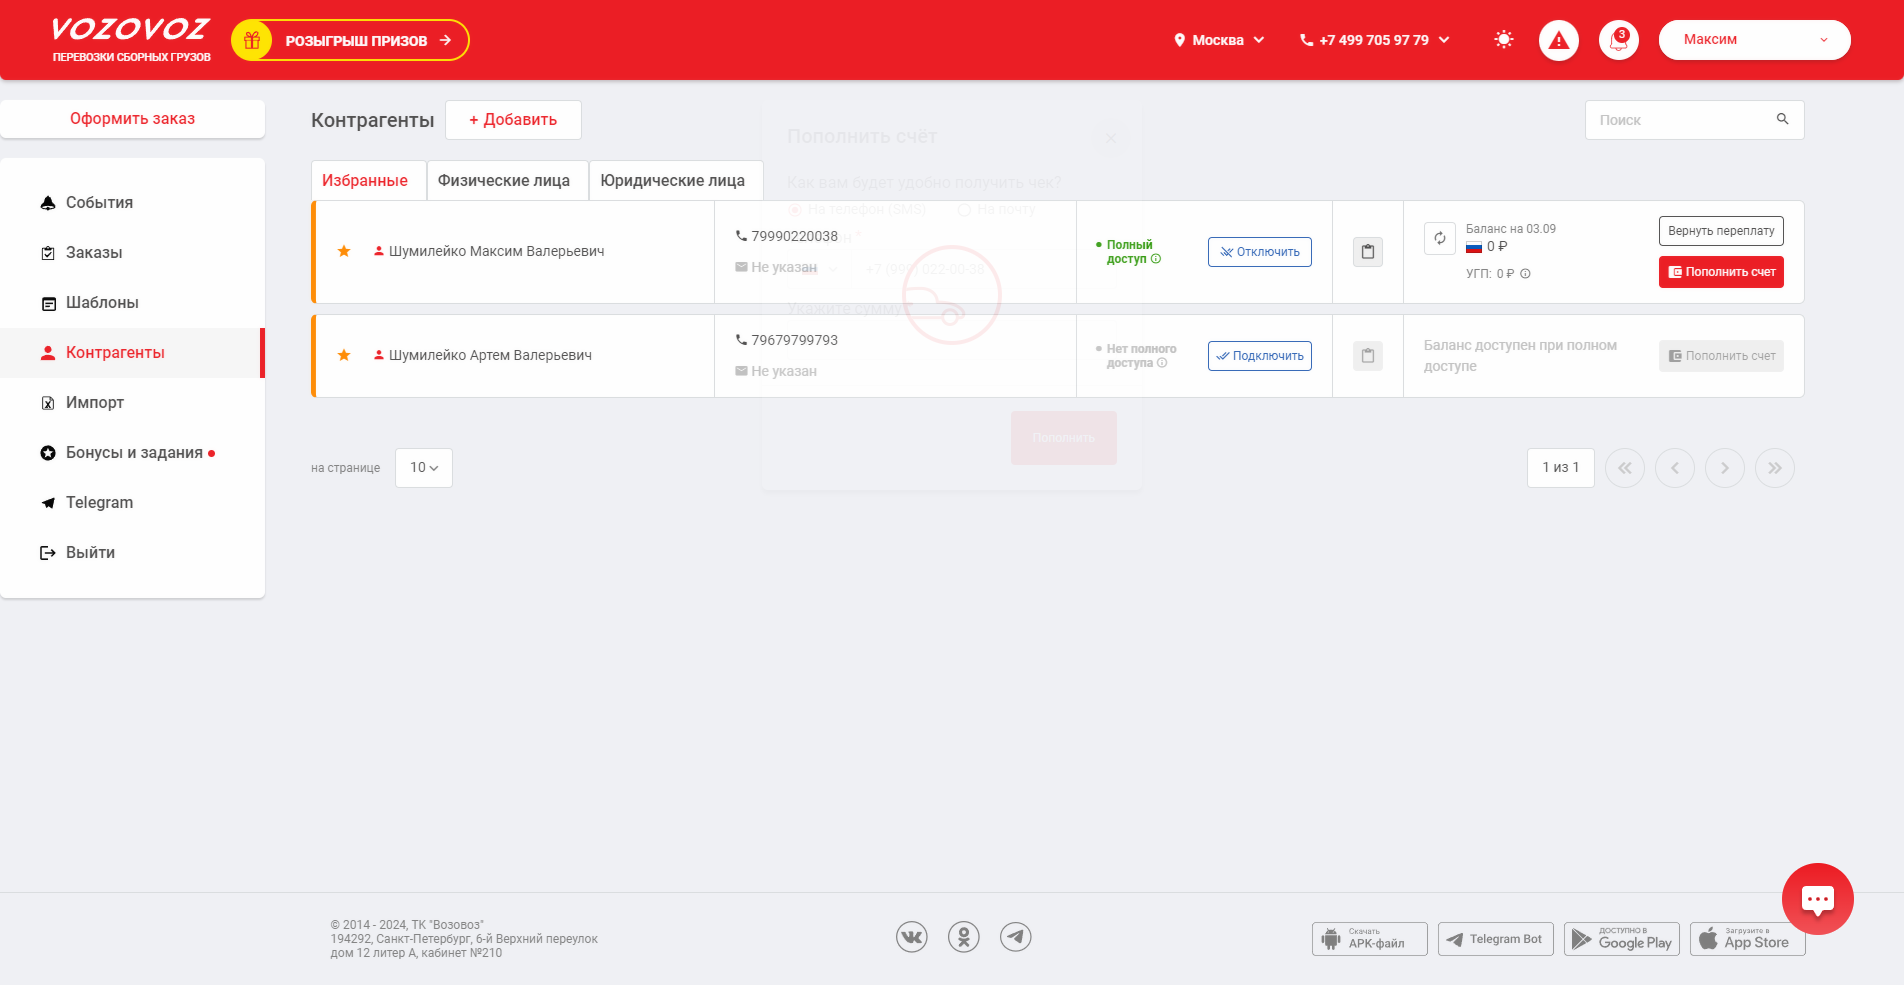 VOZOVOZ
ПЕРЕВОЗКИ СБОРНЫХ ГРУЗОВ
РОЗЫГРЫШ ПРИЗОВ
Москва
+7 499 705 97 79
3
Максим
Оформить заказ
События
Заказы
Шаблоны
Контрагенты
Импорт
Бонусы и задания
Telegram
Выйти
Контрагенты
+ Добавить
Поиск
Пополнить счёт
Как вам будет удобно получить чек?
На телефон (SMS)
На почту
+7 (999) 022-00-38
Укажите сумму
Пополнить
Избранные
Физические лица
Юридические лица
Шумилейко Максим Валерьевич
79990220038
Не указан
Полный
доступ
Отключить
Баланс на 03.09
0 ₽
УГП: 0 ₽
Вернуть переплату
Пополнить счет
Шумилейко Артем Валерьевич
79679799793
Не указан
Нет полного
доступа
Подключить
Баланс доступен при полном
доступе
Пополнить счет
на странице
10
1 из 1
© 2014 - 2024, ТК "Возовоз"
194292, Санкт-Петербург, 6-й Верхний переулок
дом 12 литер А, кабинет №210
Скачать
APK-файл
Telegram Bot
ДОСТУПНО В
Google Play
Загрузите в
App Store